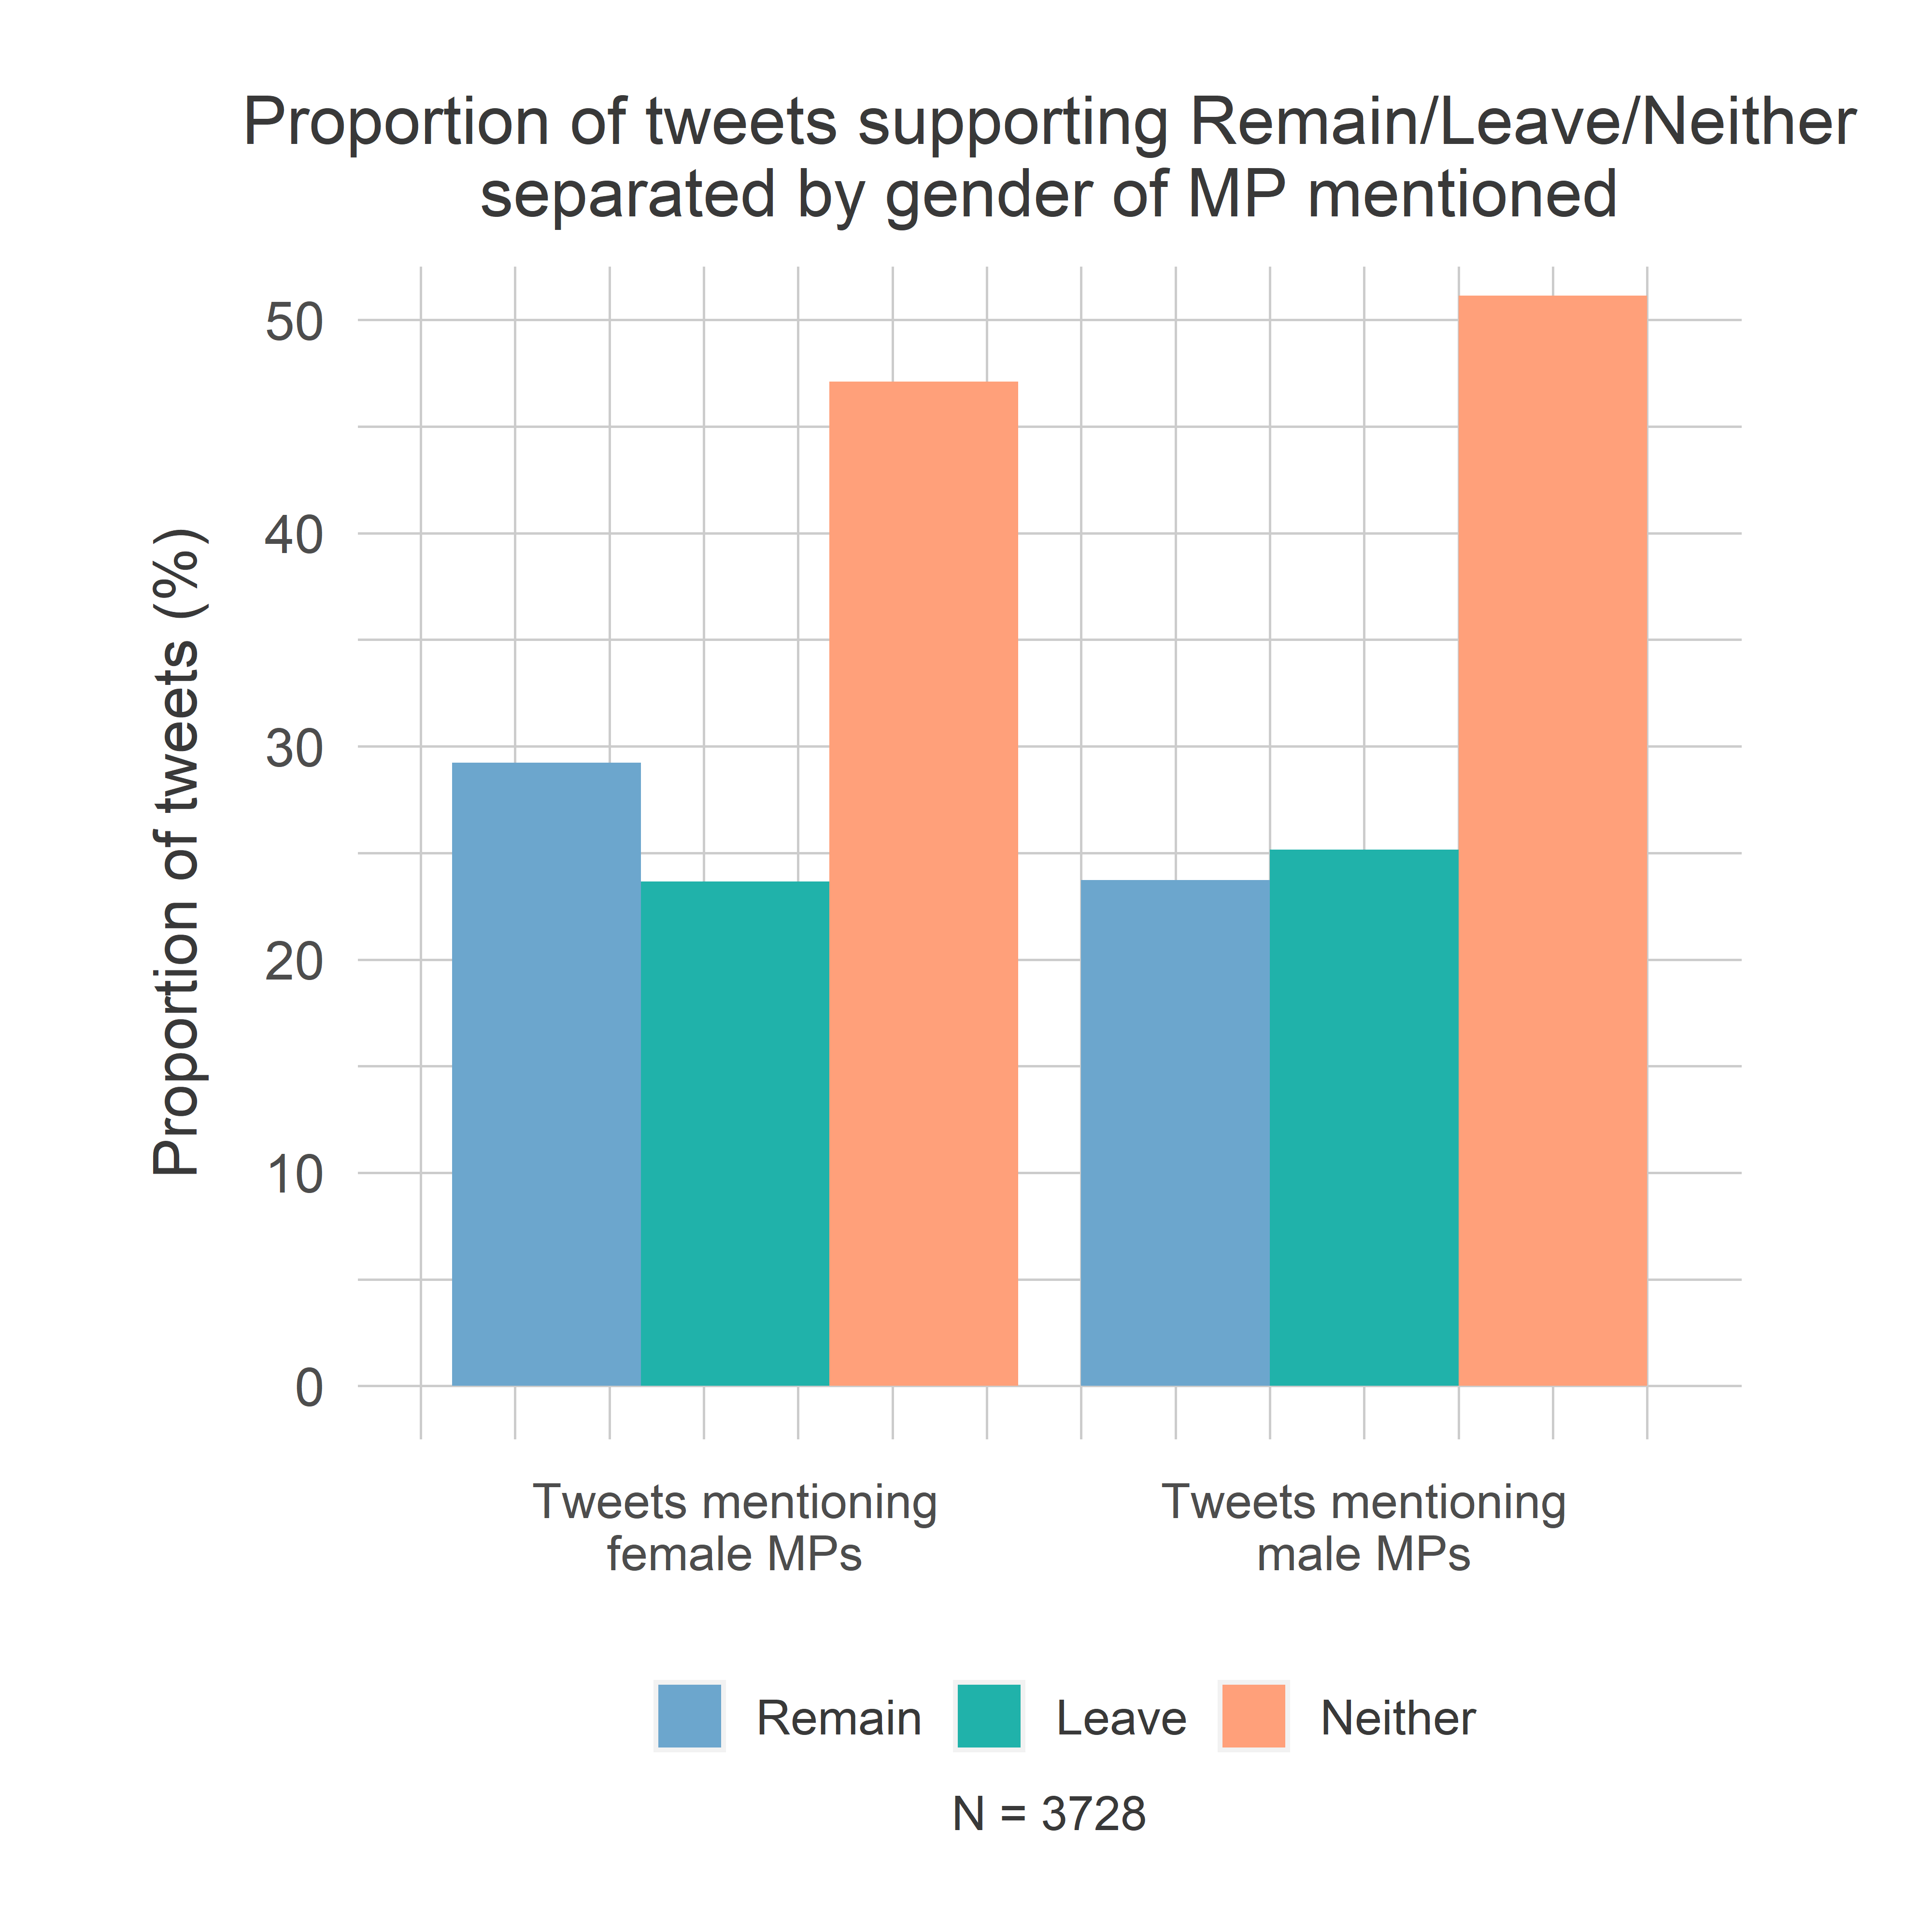 Proportion of tweets supporting Remain/Leave/Neither
separated by gender of MP mentioned
Proportion of tweets (%)
50
40
30
20
10
0
Tweets mentioning
female MPs
Tweets mentioning
male MPs
Remain
Leave
Neither
N = 3728